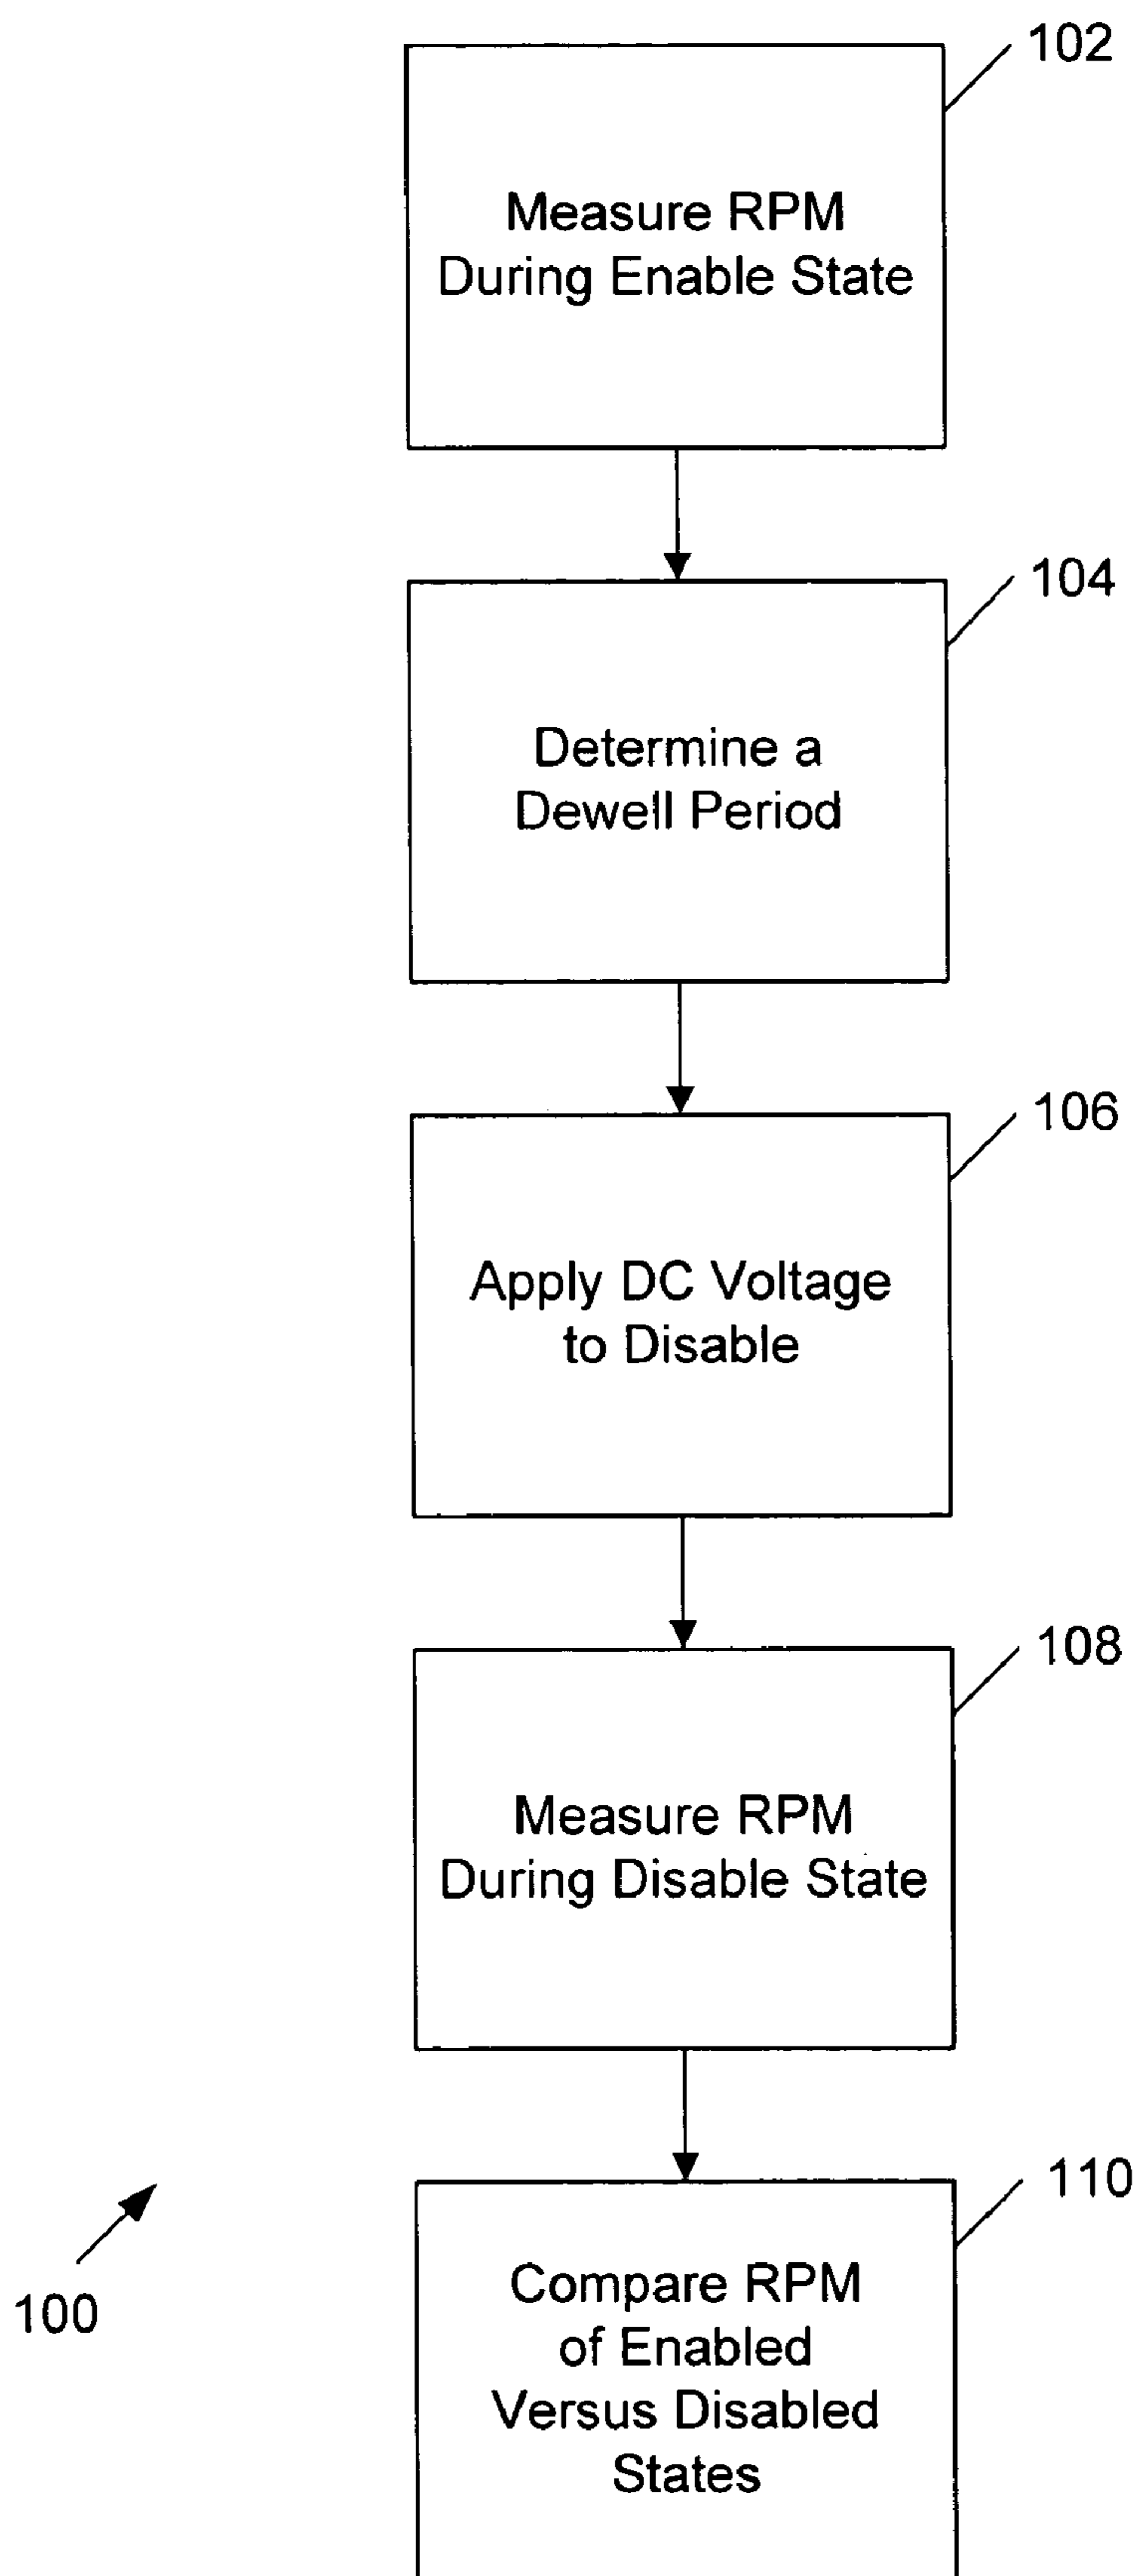 102
Measure RPM
During Enable State
104
Determine a
Dewell Period
106
Apply DC Voltage
to Disable
108
Measure RPM
During Disable State
110
Compare RPM
of Enabled
Versus Disabled
States
100